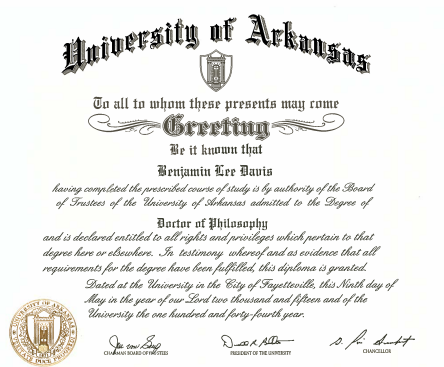 University of Arkansas
To all to whom these presents may come
Greeting
Be it known that
Benjamin Lee Davis
having completed the prescribed course of study is by authority of the Board
of Trustees of the University of Arkansas admitted to the Degree of
Doctor of Philosophy
and is declared entitled to all rights and privileges which pertain to that
degree here or elsewhere. In testimony whereof and as evidence that all
requirements for the degree have been fulfilled, this diploma is granted.
Dated at the University in the City of Fayetteville, this Ninth day of
May in the year of our Lord two thousand and fifteen and of the
University the one hundred and forty-fourth year.
CHAIRMAN BOARD OF TRUSTEES
PRESIDENT OF THE UNIVERSITY
CHANCELLOR